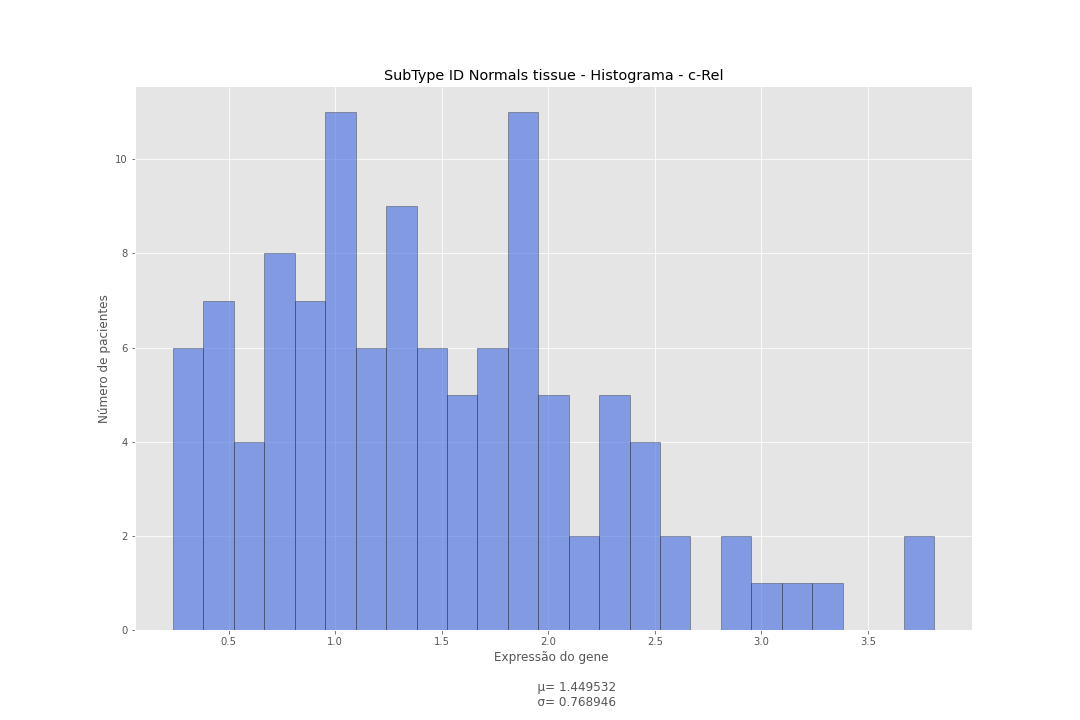 SubType ID Normals tissue - Histograma - c-Rel
10
8
6
4
2
0
Número de pacientes
0.5 1.0 1.5 2.0 2.5 3.0 3.5
Expressão do gene
μ= 1.449532
σ= 0.768946